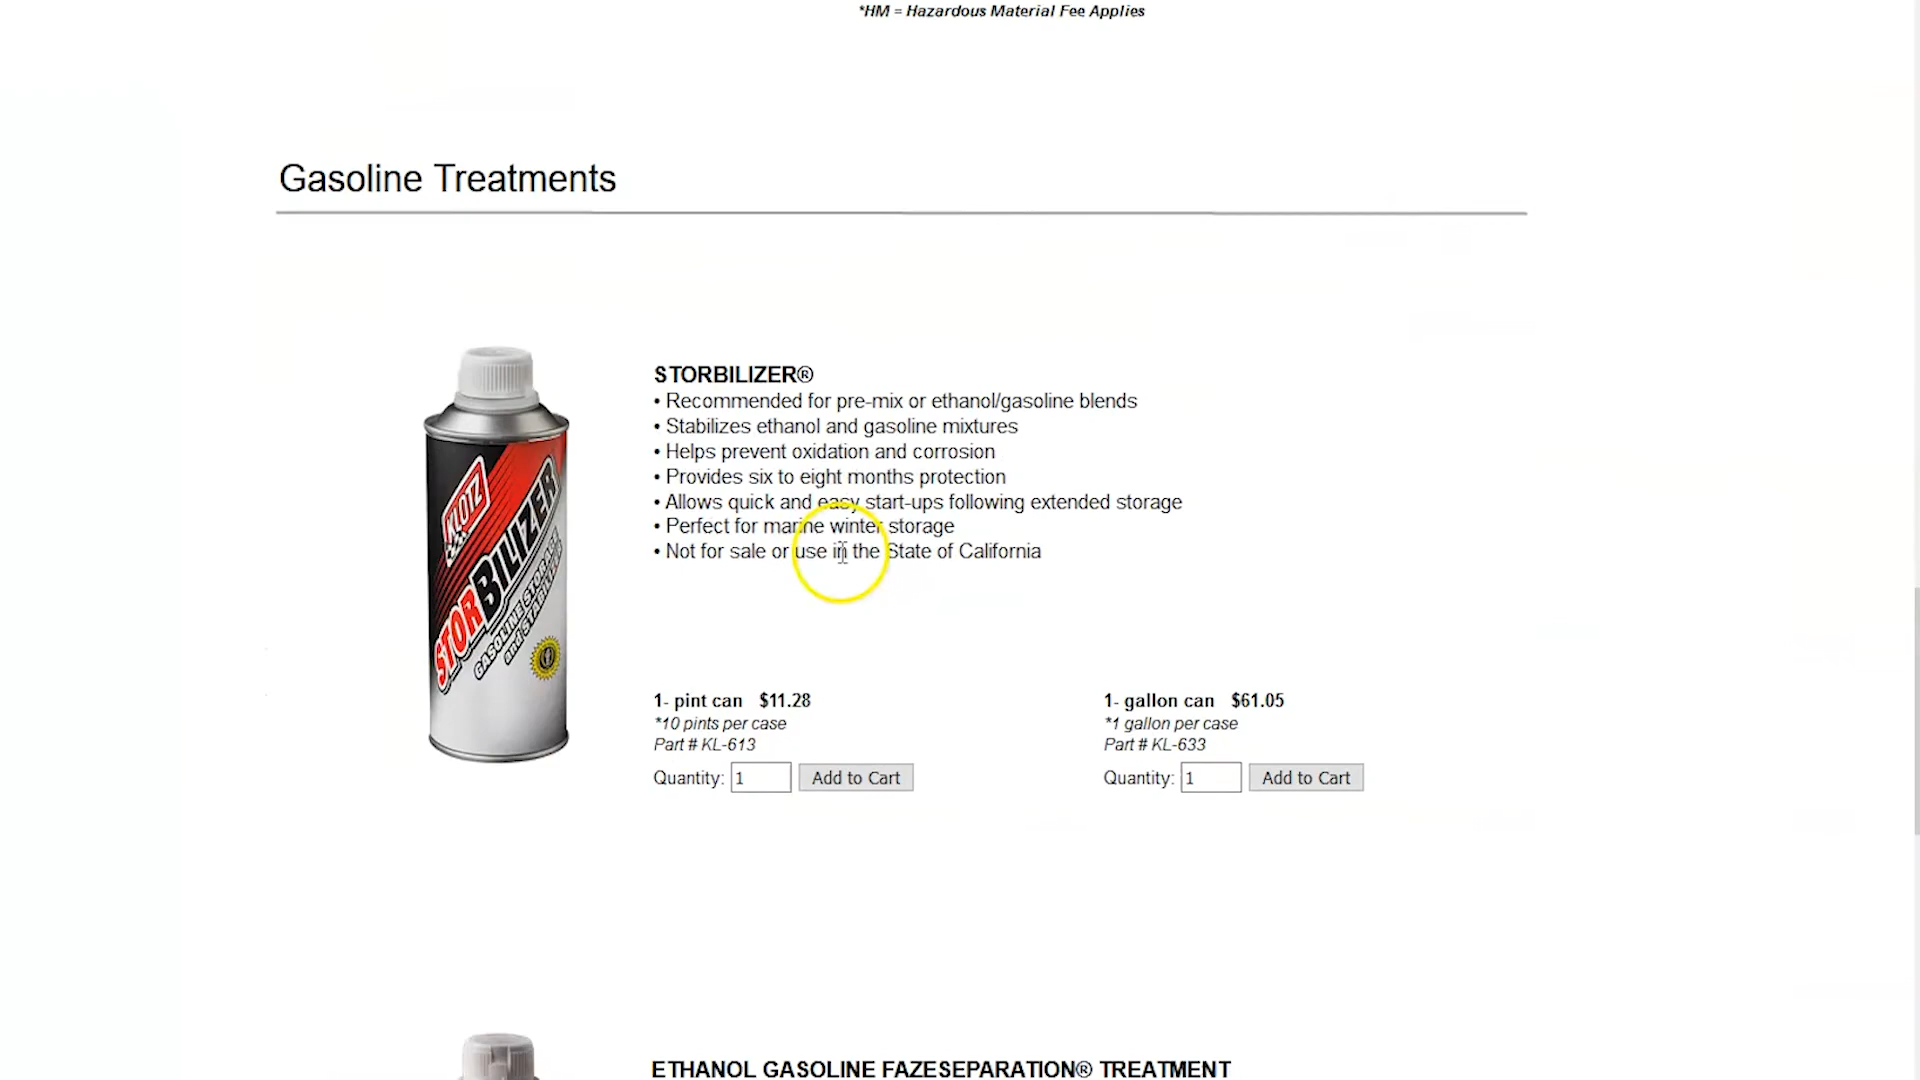 *HM = Hazardous Material Fee Applies
Gasoline Treatments
STORBILIZER®
• Recommended for pre-mix or ethanol/gasoline blends
• Stabilizes ethanol and gasoline mixtures
• Helps prevent oxidation and corrosion
• Provides six to eight months protection
• Allows quick and easy start-ups following extended storage
• Perfect for marine winter storage
• Not for sale or use in the State of California
KLOTZ
STORBILIZER
GASOLINE STORAGE
and STABILIZER
1- pint can $11.28
*10 pints per case
Part # KL-613
Quantity: 1 Add to Cart
1- gallon can $61.05
*1 gallon per case
Part # KL-633
Quantity: 1 Add to Cart
ETHANOL GASOLINE FAZESEPARATION® TREATMENT